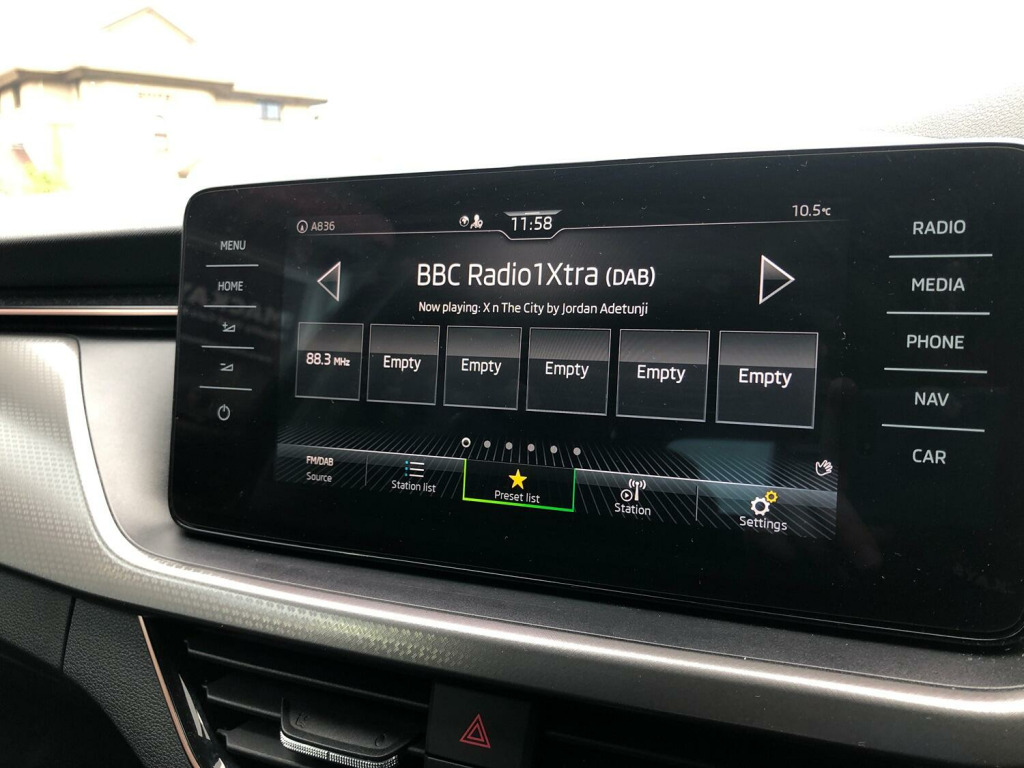 A836
11:58
10.5°C
MENU
HOME
BBC Radio1Xtra (DAB)
Now playing: X n The City by Jordan Adetunji
88.3 MHz
Empty
Empty
Empty
Empty
Empty
FM/DAB
Source
Station list
Preset list
Station
Settings
RADIO
MEDIA
PHONE
NAV
CAR